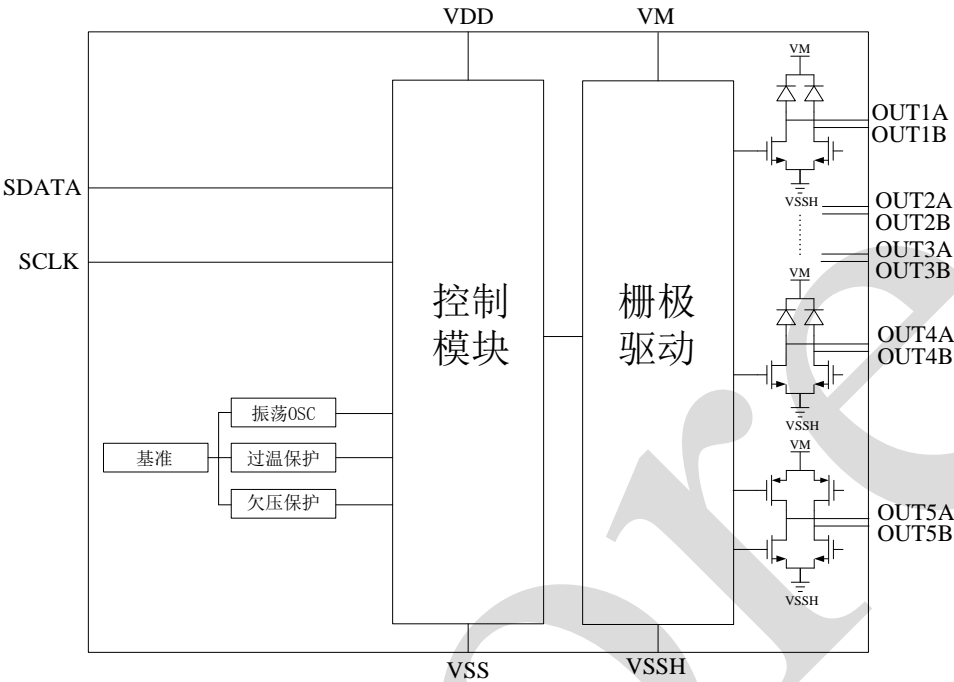 VDD
VM
VM
OUT1A
OUT1B
SDATA
VSSH
OUT2A
OUT2B
SCLK
OUT3A
OUT3B
VM
控制
模块
栅极
驱动
OUT4A
OUT4B
VSSH
振荡OSC
基准
过温保护
欠压保护
VM
OUT5A
OUT5B
VSSH
VSS
VSSH